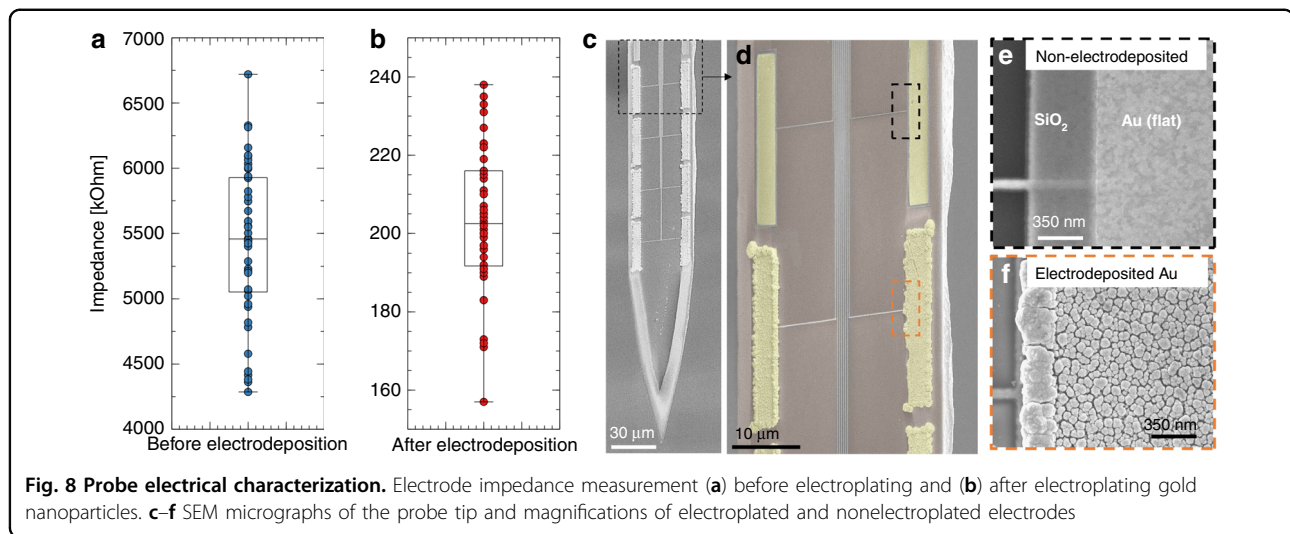 a
7000
6500
6000
5500
5000
4500
4000
Impedance [kOhm]
Before electrodeposition
b
240
220
200
180
160
After electrodeposition
c
30 μm
d
10 μm
e
Non-electrodeposited
SiO₂
Au (flat)
350 nm
f
Electrodeposited Au
350 nm
Fig. 8 Probe electrical characterization. Electrode impedance measurement (a) before electroplating and (b) after electroplating gold
nanoparticles. c–f SEM micrographs of the probe tip and magnifications of electroplated and nonelectroplated electrodes